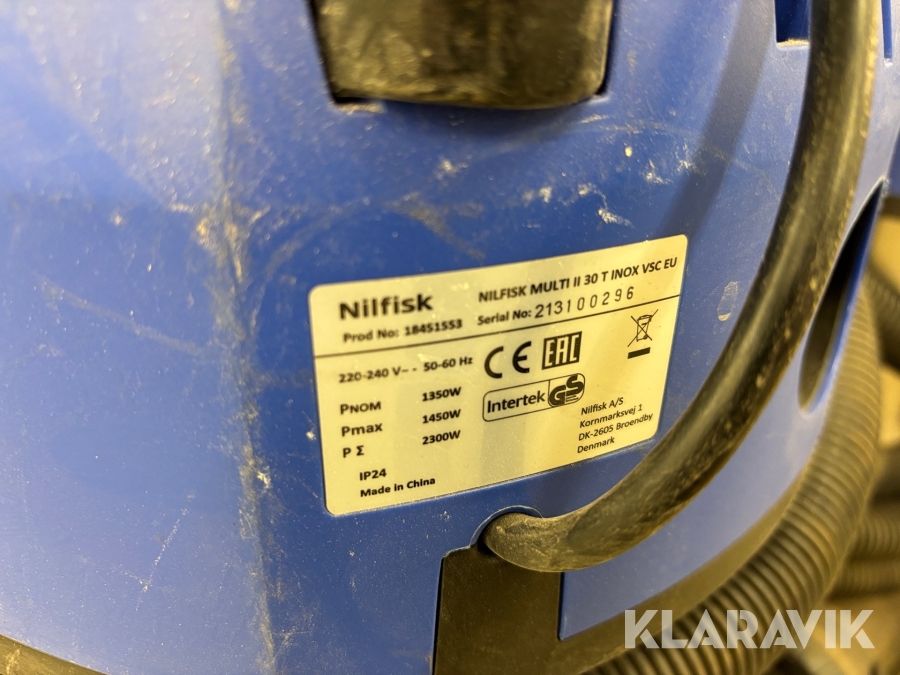 Nilfisk
NILFISK MULTI II 30 T INOX VSC EU
Prod No: 18451553
Serial No: 213100296
220-240 V~ - 50-60 Hz
PNOM 1350W
Pmax 1450W
P Σ 2300W
IP24
Made in China
CE EAC
Intertek GS
Nilfisk A/S
Kornmarksvej 1
DK-2605 Broendby
Denmark
KLARAVIK